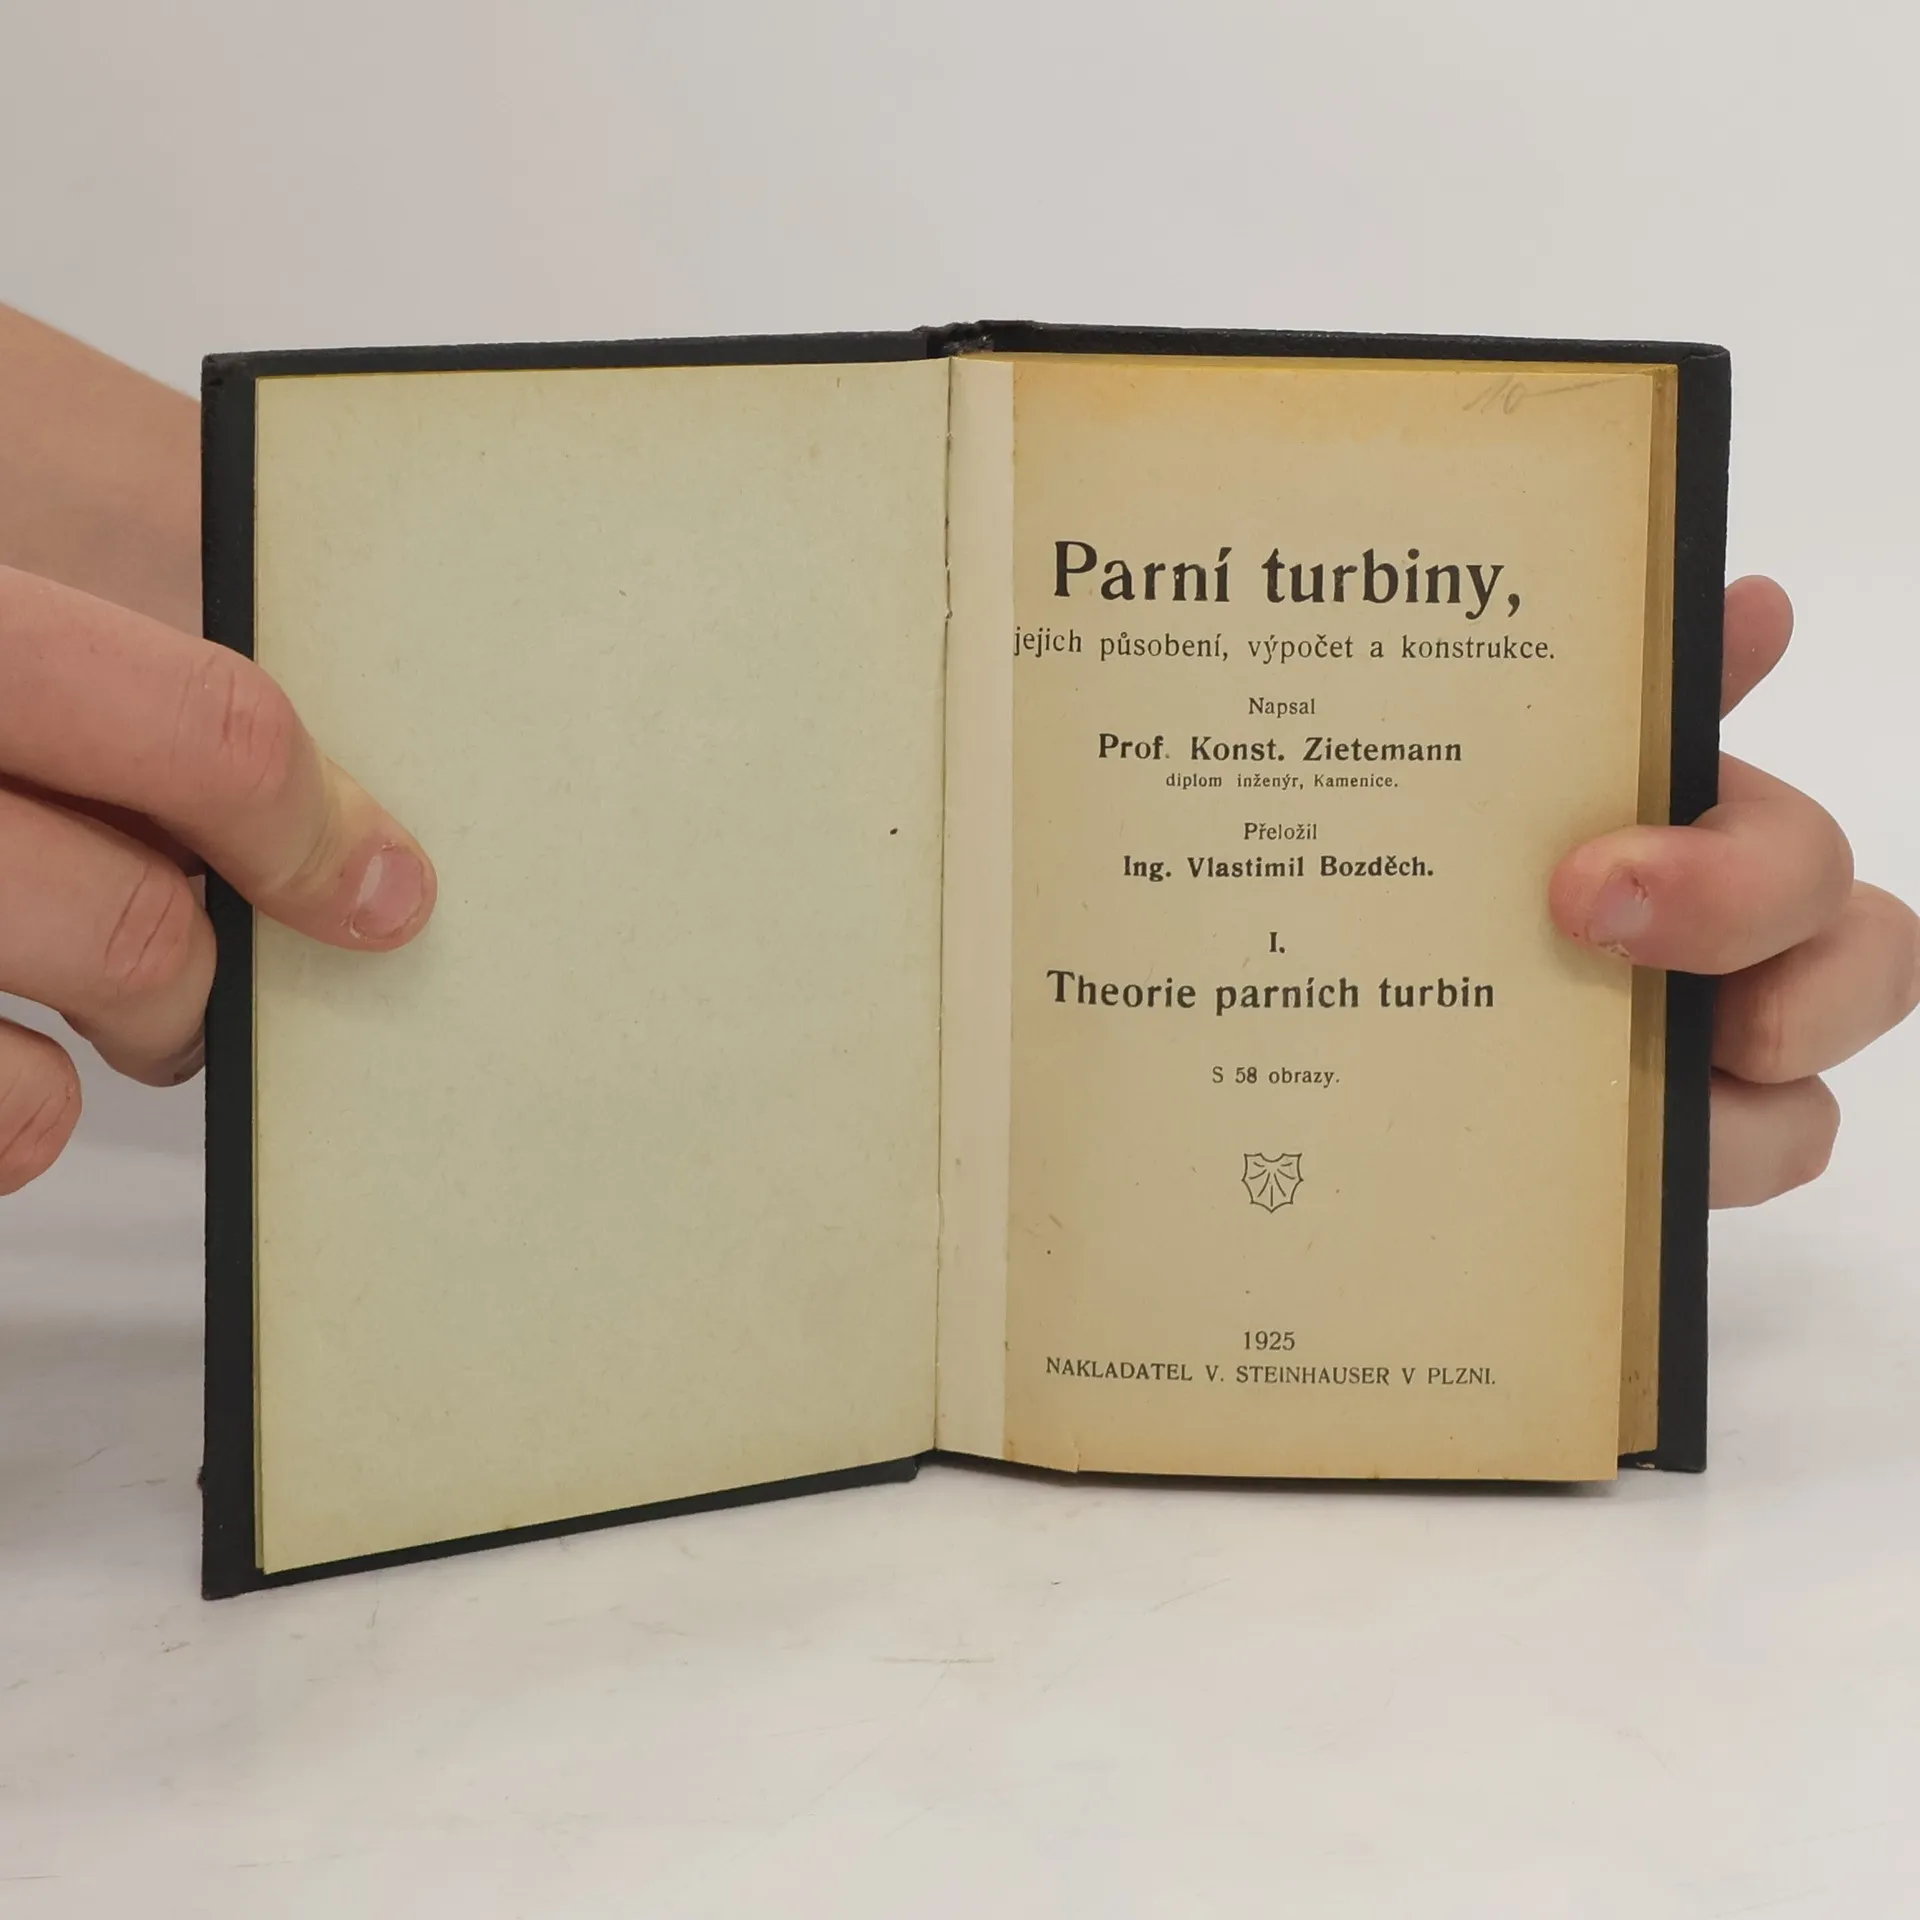 10
Parní turbiny,
jejich působení, výpočet a konstrukce.
Napsal
Prof. Konst. Zietemann
diplom inženýr, Kamenice.
Přeložil
Ing. Vlastimil Bozděch.
I.
Theorie parních turbin
S 58 obrazy.
1925
NAKLADATEL V. STEINHAUSER V PLZNI.